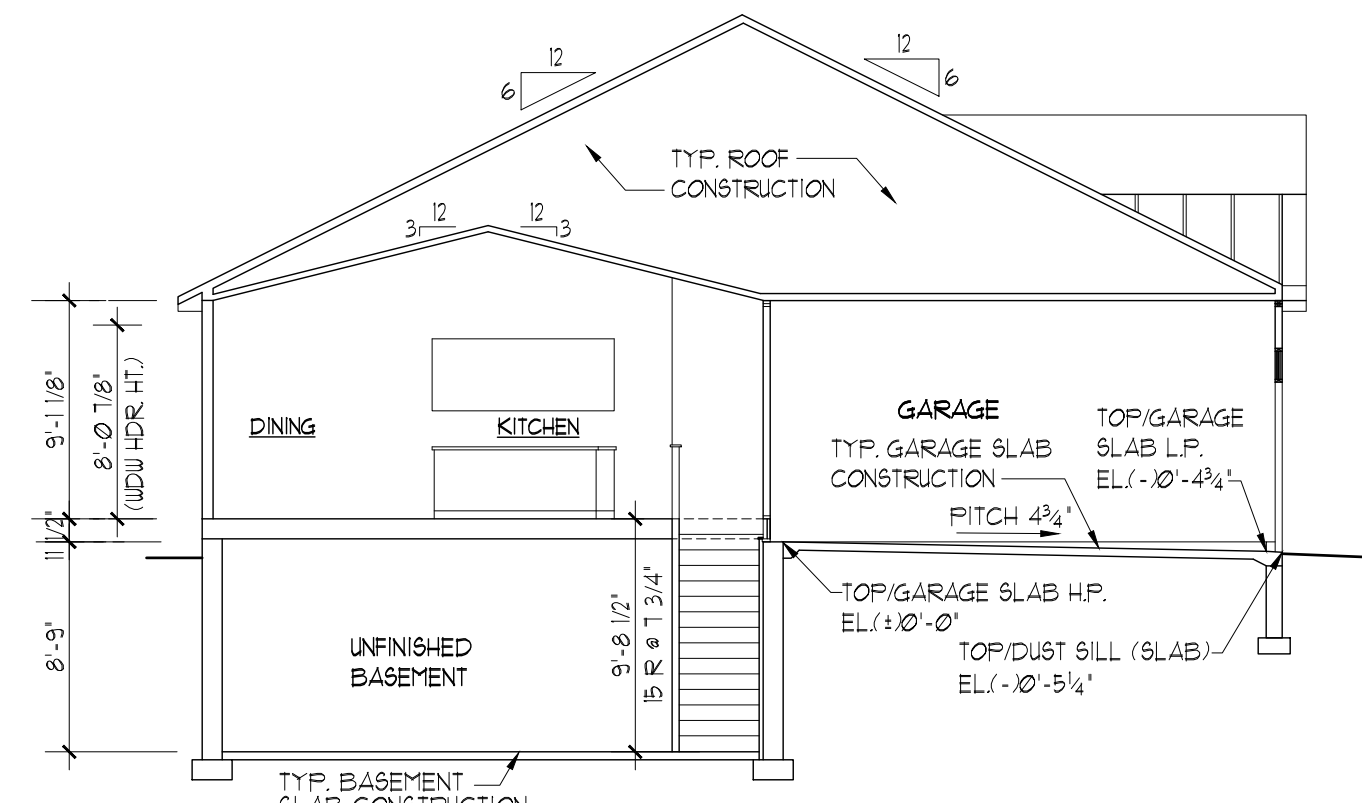 12
6
12
6
TYP. ROOF
CONSTRUCTION
12
3
12
3
9'-1 1/8"
8'-0 7/8"
(WDW HDR. HT.)
DINING
KITCHEN
GARAGE
TYP. GARAGE SLAB
CONSTRUCTION
TOP/GARAGE
SLAB L.P.
EL.(-)0'-4¾"
PITCH 4¾"
11 1/2"
TOP/GARAGE SLAB H.P.
EL.(±)0'-0"
TOP/DUST SILL (SLAB)
EL.(-)0'-5¼"
8'-9"
UNFINISHED
BASEMENT
9'-8 1/2"
15 R @ 7 3/4"
TYP. BASEMENT
SLAB CONSTRUCTION